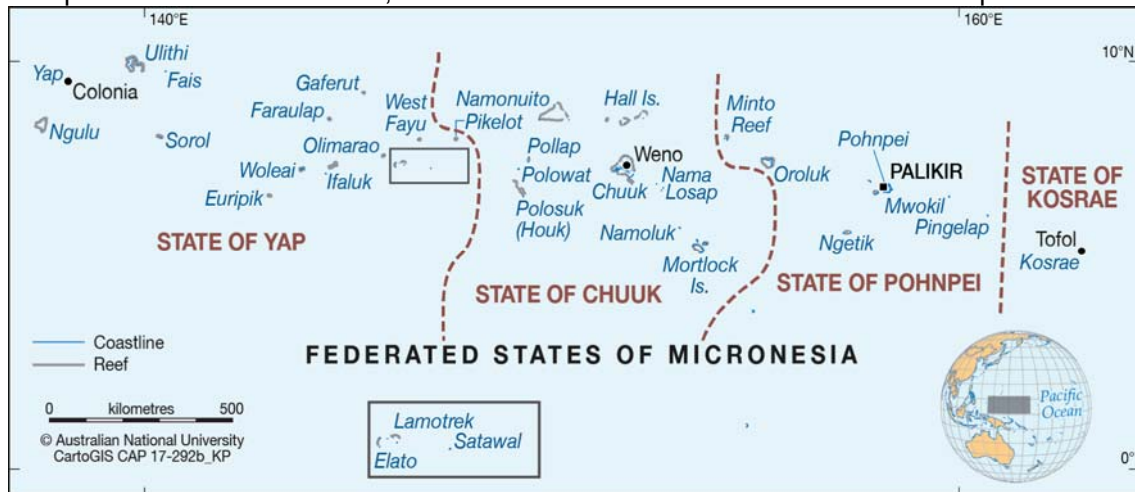 140°E
160°E
10°N
Ulithi
Yap
Colonia
Fais
Ngulu
Sorol
Gaferut
Faraulap
West
Fayu
Olimarao
Woleai
Ifaluk
Euripik
STATE OF YAP
Namonuito
Pikelot
Hall Is.
Pollap
Polowat
Polosuk
(Houk)
Weno
Chuuk
Nama
Losap
Namoluk
Mortlock
Is.
STATE OF CHUUK
Minto
Reef
Oroluk
Pohnpei
PALIKIR
Mwokil
Pingelap
Ngetik
STATE OF POHNPEI
STATE OF
KOSRAE
Tofol
Kosrae
FEDERATED STATES OF MICRONESIA
Coastline
Reef
0 kilometres 500
© Australian National University
CartoGIS CAP 17-292b_KP
Lamotrek
Satawal
Elato
Pacific
Ocean
0°